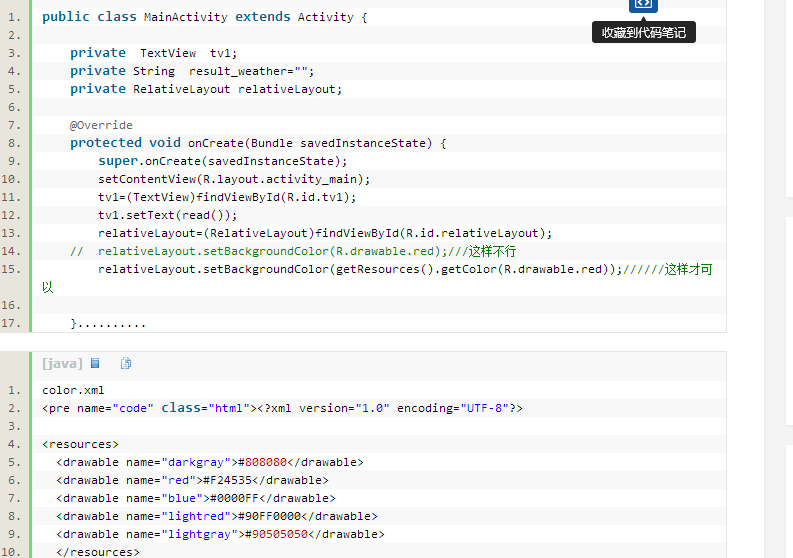 收藏到代码笔记
1. public class MainActivity extends Activity {
2.
3. private  TextView  tv1;
4. private String  result_weather="";
5. private RelativeLayout relativeLayout;
6.
7. @Override
8. protected void onCreate(Bundle savedInstanceState) {
9. super.onCreate(savedInstanceState);
10. setContentView(R.layout.activity_main);
11. tv1=(TextView)findViewById(R.id.tv1);
12. tv1.setText(read());
13. relativeLayout=(RelativeLayout)findViewById(R.id.relativeLayout);
14. //  relativeLayout.setBackgroundColor(R.drawable.red);///这样不行
15. relativeLayout.setBackgroundColor(getResources().getColor(R.drawable.red));//////这样才可
以
16.
17. }..........
[java]
1. color.xml
2. <pre name="code" class="html"><?xml version="1.0" encoding="UTF-8"?>
3.
4. <resources>
5. <drawable name="darkgray">#808080</drawable>
6. <drawable name="red">#F24535</drawable>
7. <drawable name="blue">#0000FF</drawable>
8. <drawable name="lightred">#90FF0000</drawable>
9. <drawable name="lightgray">#90505050</drawable>
10. </resources>